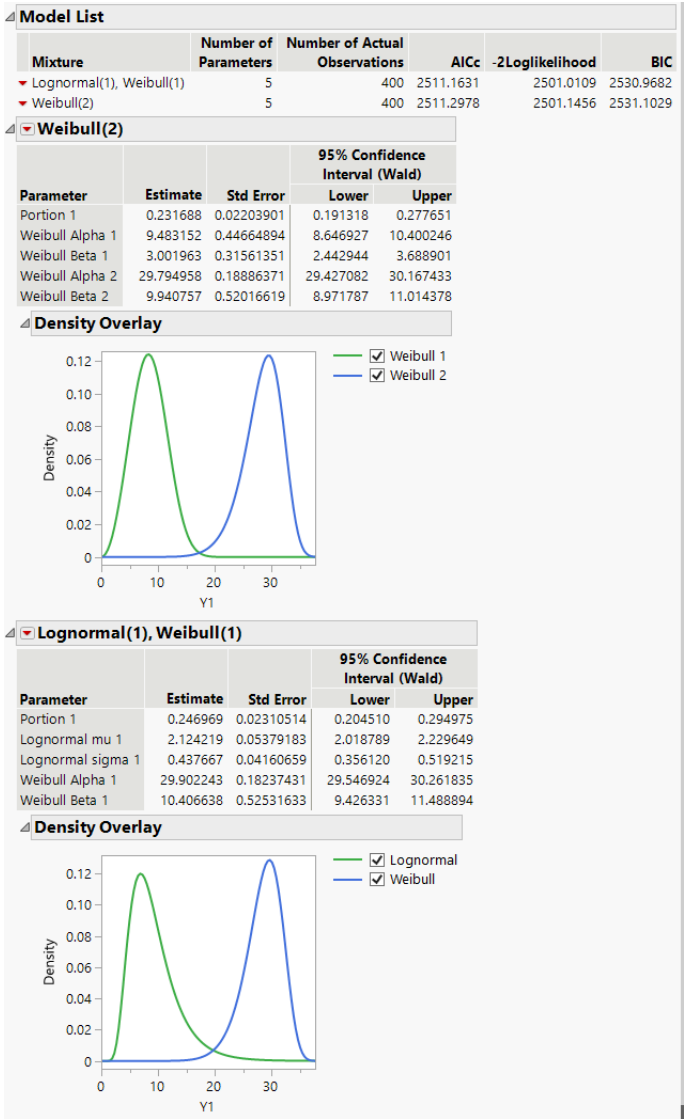 Model List
Number of Number of Actual
Mixture Parameters Observations AICc -2Loglikelihood BIC
Lognormal(1), Weibull(1) 5 400 2511.1631 2501.0109 2530.9682
Weibull(2) 5 400 2511.2978 2501.1456 2531.1029
Weibull(2)
95% Confidence
Interval (Wald)
Parameter Estimate Std Error Lower Upper
Portion 1 0.231688 0.02203901 0.191318 0.277651
Weibull Alpha 1 9.483152 0.44664894 8.646927 10.400246
Weibull Beta 1 3.001963 0.31561351 2.442944 3.688901
Weibull Alpha 2 29.794958 0.18886371 29.427082 30.167433
Weibull Beta 2 9.940757 0.52016619 8.971787 11.014378
Density Overlay
Weibull 1
Weibull 2
0.12
0.10
0.08
0.06
0.04
0.02
0
Density
0 10 20 30
Y1
Lognormal(1), Weibull(1)
95% Confidence
Interval (Wald)
Parameter Estimate Std Error Lower Upper
Portion 1 0.246969 0.02310514 0.204510 0.294975
Lognormal mu 1 2.124219 0.05379183 2.018789 2.229649
Lognormal sigma 1 0.437667 0.04160659 0.356120 0.519215
Weibull Alpha 1 29.902243 0.18237431 29.546924 30.261835
Weibull Beta 1 10.406638 0.52531633 9.426331 11.488894
Density Overlay
Lognormal
Weibull
0.12
0.10
0.08
0.06
0.04
0.02
0
Density
0 10 20 30
Y1